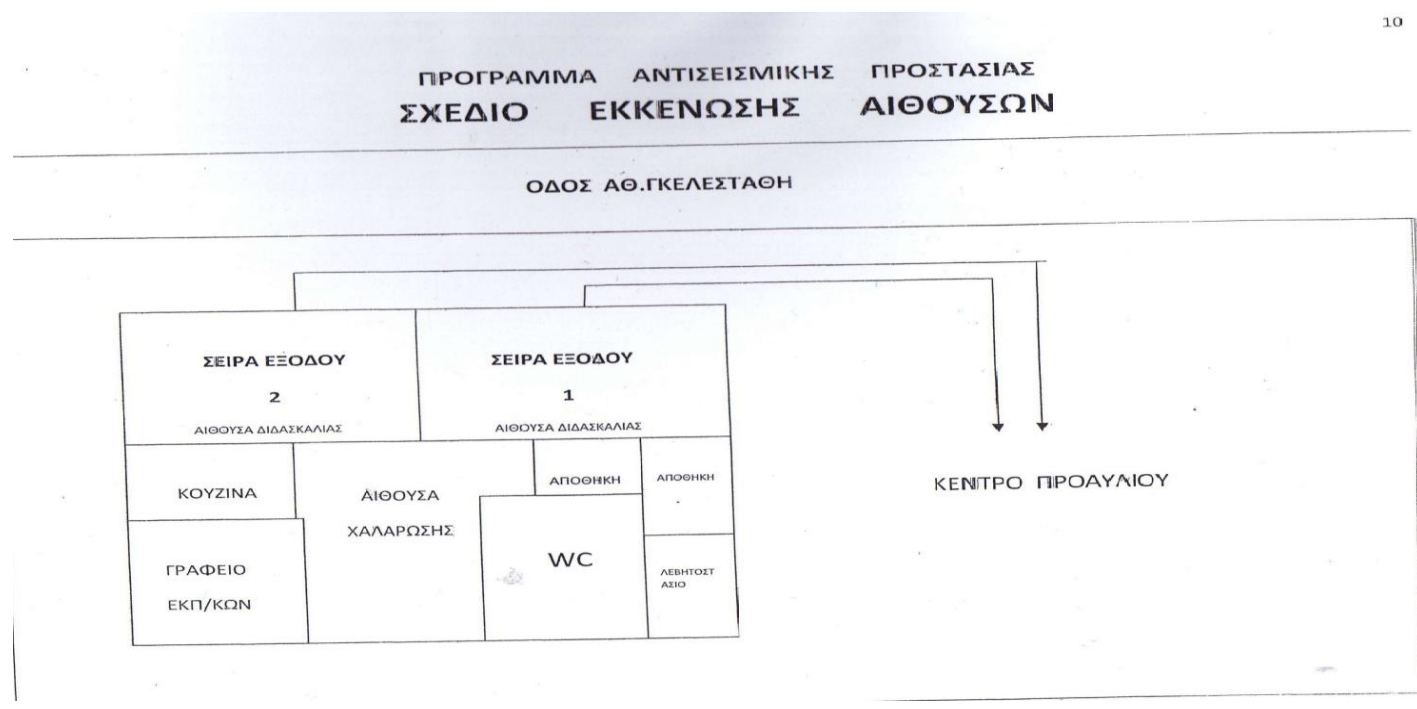 10
ΠΡΟΓΡΑΜΜΑ ΑΝΤΙΣΕΙΣΜΙΚΗΣ ΠΡΟΣΤΑΣΙΑΣ
ΣΧΕΔΙΟ ΕΚΚΕΝΩΣΗΣ ΑΙΘΟΥΣΩΝ
ΟΔΟΣ ΑΘ.ΓΚΕΛΕΣΤΑΘΗ
ΣΕΙΡΑ ΕΞΟΔΟΥ
2
ΑΙΘΟΥΣΑ ΔΙΔΑΣΚΑΛΙΑΣ
ΣΕΙΡΑ ΕΞΟΔΟΥ
1
ΑΙΘΟΥΣΑ ΔΙΔΑΣΚΑΛΙΑΣ
ΚΟΥΖΙΝΑ
ΑΙΘΟΥΣΑ
ΧΑΛΑΡΩΣΗΣ
ΑΠΟΘΗΚΗ
ΑΠΟΘΗΚΗ
ΚΕΝΤΡΟ ΠΡΟΑΥΛΙΟΥ
ΓΡΑΦΕΙΟ
ΕΚΠ/ΚΩΝ
WC
ΛΕΒΗΤΟΣΤ
ΑΣΙΟ